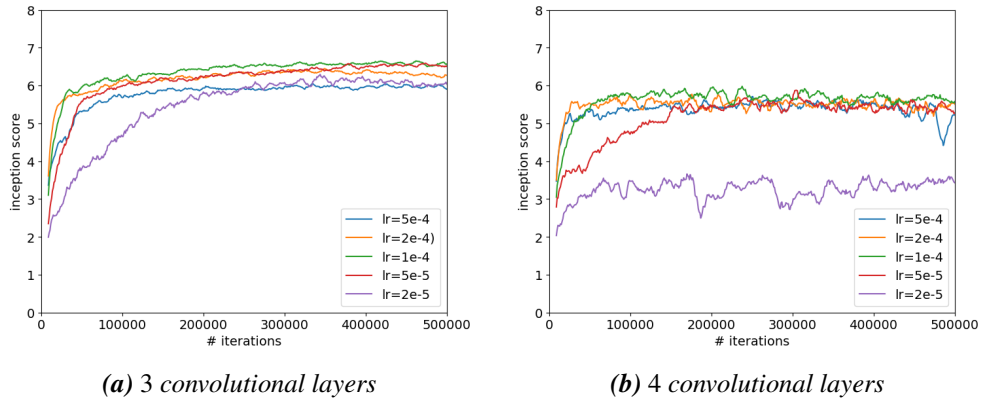 8
7
6
5
4
3
2
1
0
inception score
lr=5e-4
lr=2e-4)
lr=1e-4
lr=5e-5
lr=2e-5
0 100000 200000 300000 400000 500000
# iterations
(a) 3 convolutional layers
8
7
6
5
4
3
2
1
0
inception score
lr=5e-4
lr=2e-4
lr=1e-4
lr=5e-5
lr=2e-5
0 100000 200000 300000 400000 500000
# iterations
(b) 4 convolutional layers